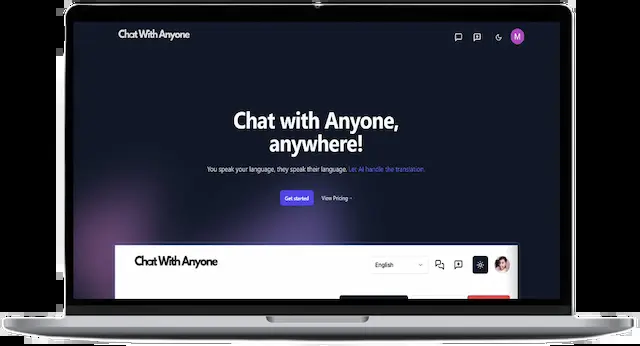 Chat With Anyone
M
Chat with Anyone,
anywhere!
You speak your language, they speak their language. Let AI handle the translation.
Get started
View Pricing
Chat With Anyone
English